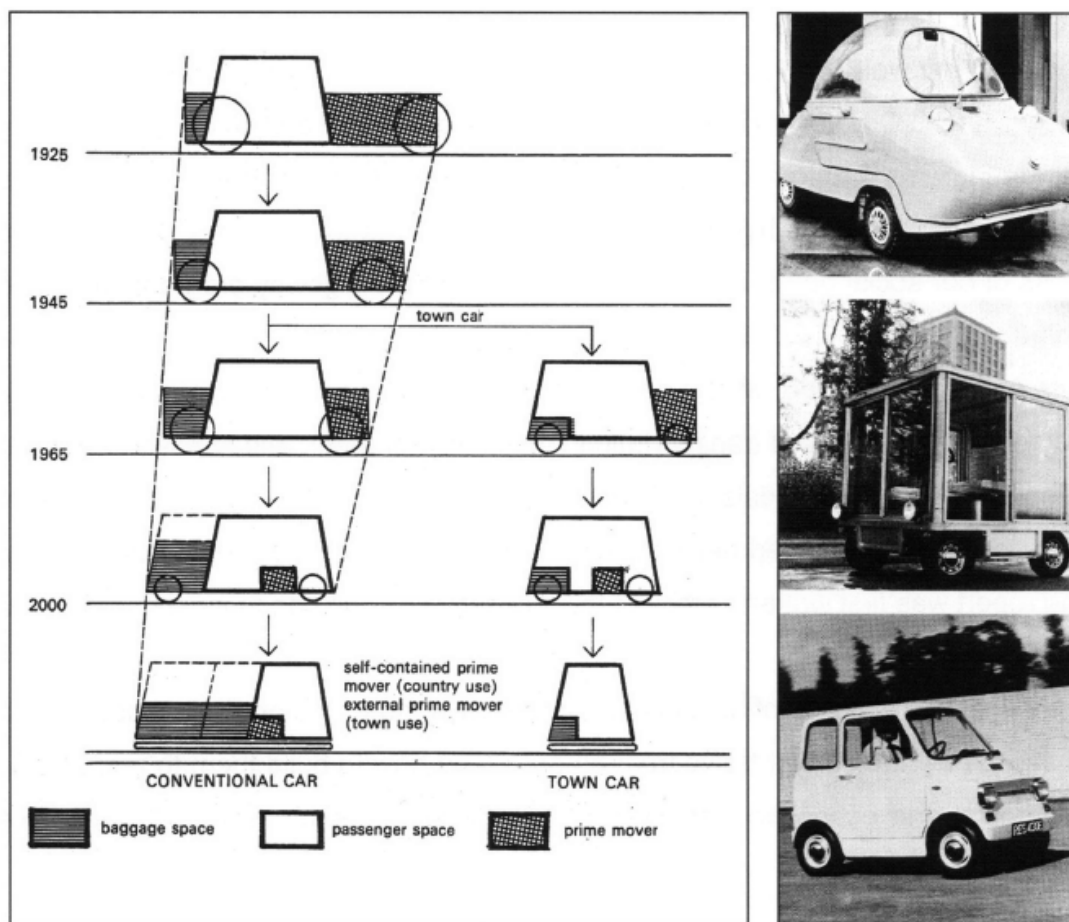 1925
1945
town car
1965
2000
self-contained prime
mover (country use)
external prime mover
(town use)
CONVENTIONAL CAR
TOWN CAR
baggage space
passenger space
prime mover